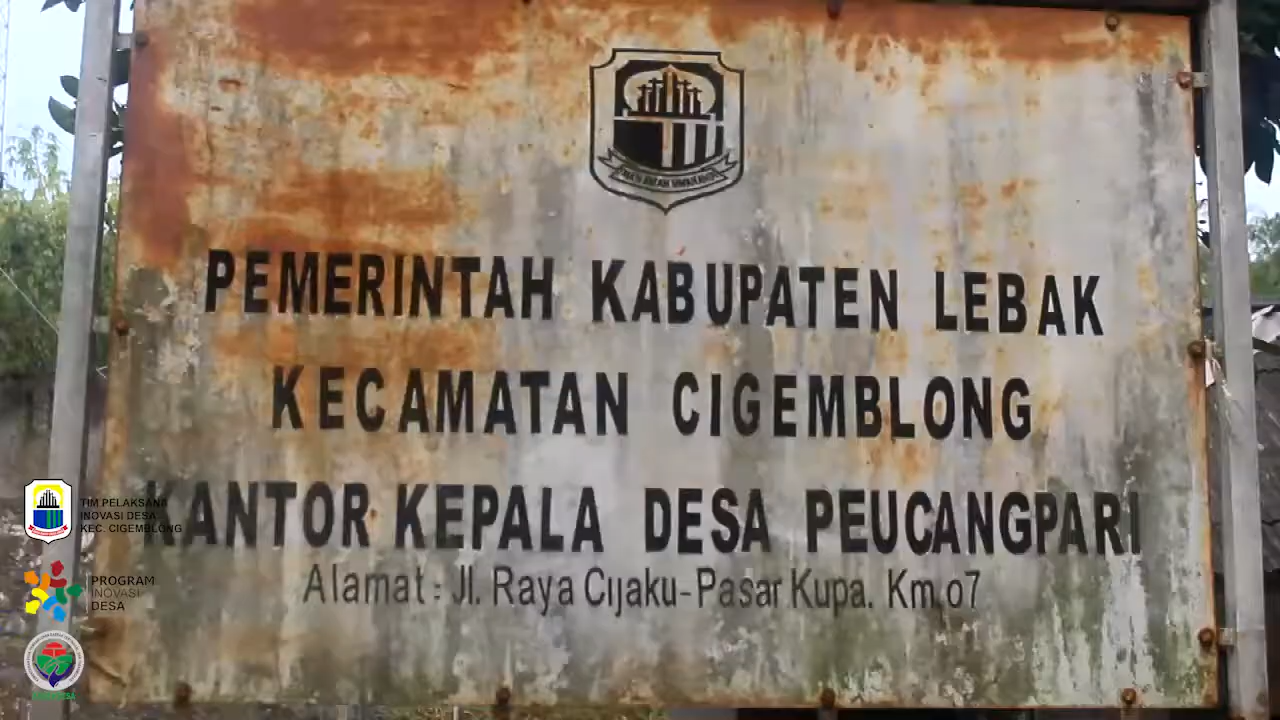 PEMERINTAH KABUPATEN LEBAK
KECAMATAN CIGEMBLONG
KANTOR KEPALA DESA PEUCANGPARI
Alamat : Jl. Raya Cijaku-Pasar Kupa. Km.o7
TIM PELAKSANA
INOVASI DESA
KEC. CIGEMBLONG
PROGRAM
INOVASI
DESA